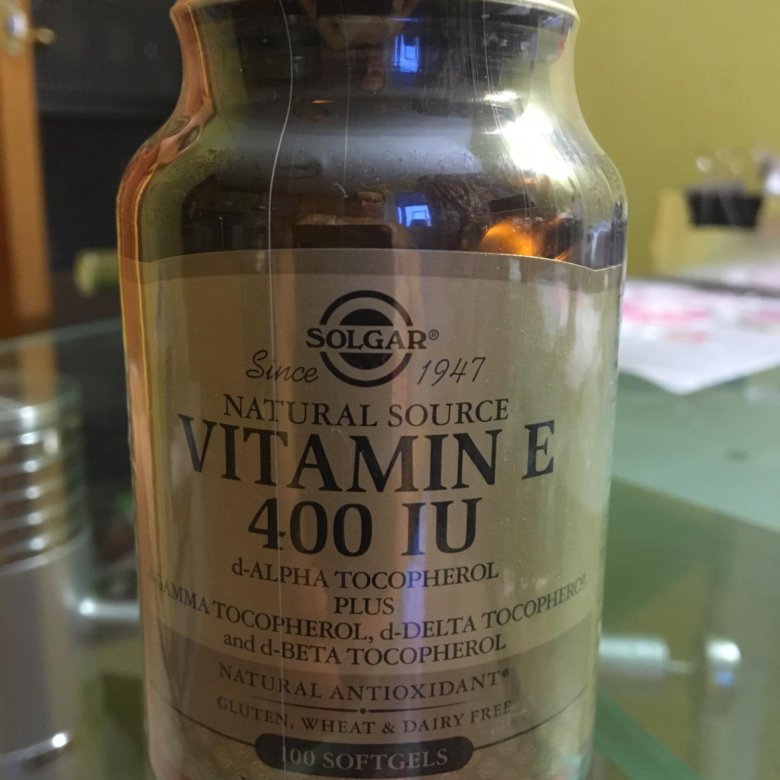 SOLGAR®
Since 1947
NATURAL SOURCE
VITAMIN E
400 IU
d-ALPHA TOCOPHEROL
PLUS
TOCOPHEROL, d-DELTA TOCOPHEROL
and d-BETA TOCOPHEROL
NATURAL ANTIOXIDANT*
GLUTEN, WHEAT & DAIRY FREE
100 SOFTGELS